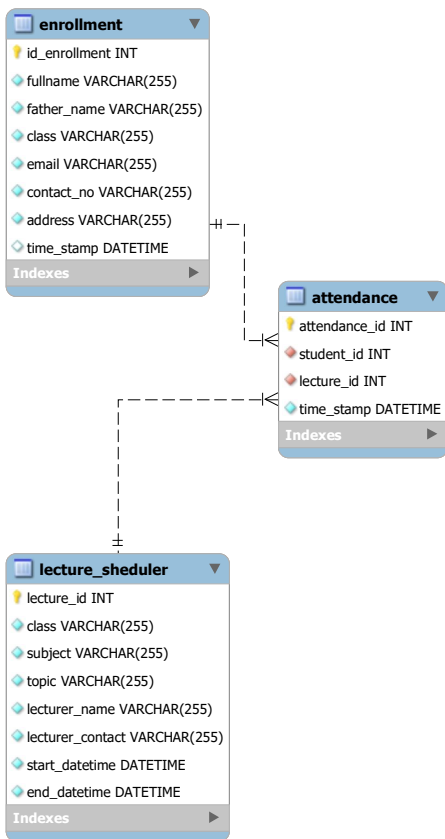 enrollment
id_enrollment INT
fullname VARCHAR(255)
father_name VARCHAR(255)
class VARCHAR(255)
email VARCHAR(255)
contact_no VARCHAR(255)
address VARCHAR(255)
time_stamp DATETIME
Indexes
attendance
attendance_id INT
student_id INT
lecture_id INT
time_stamp DATETIME
Indexes
lecture_sheduler
lecture_id INT
class VARCHAR(255)
subject VARCHAR(255)
topic VARCHAR(255)
lecturer_name VARCHAR(255)
lecturer_contact VARCHAR(255)
start_datetime DATETIME
end_datetime DATETIME
Indexes